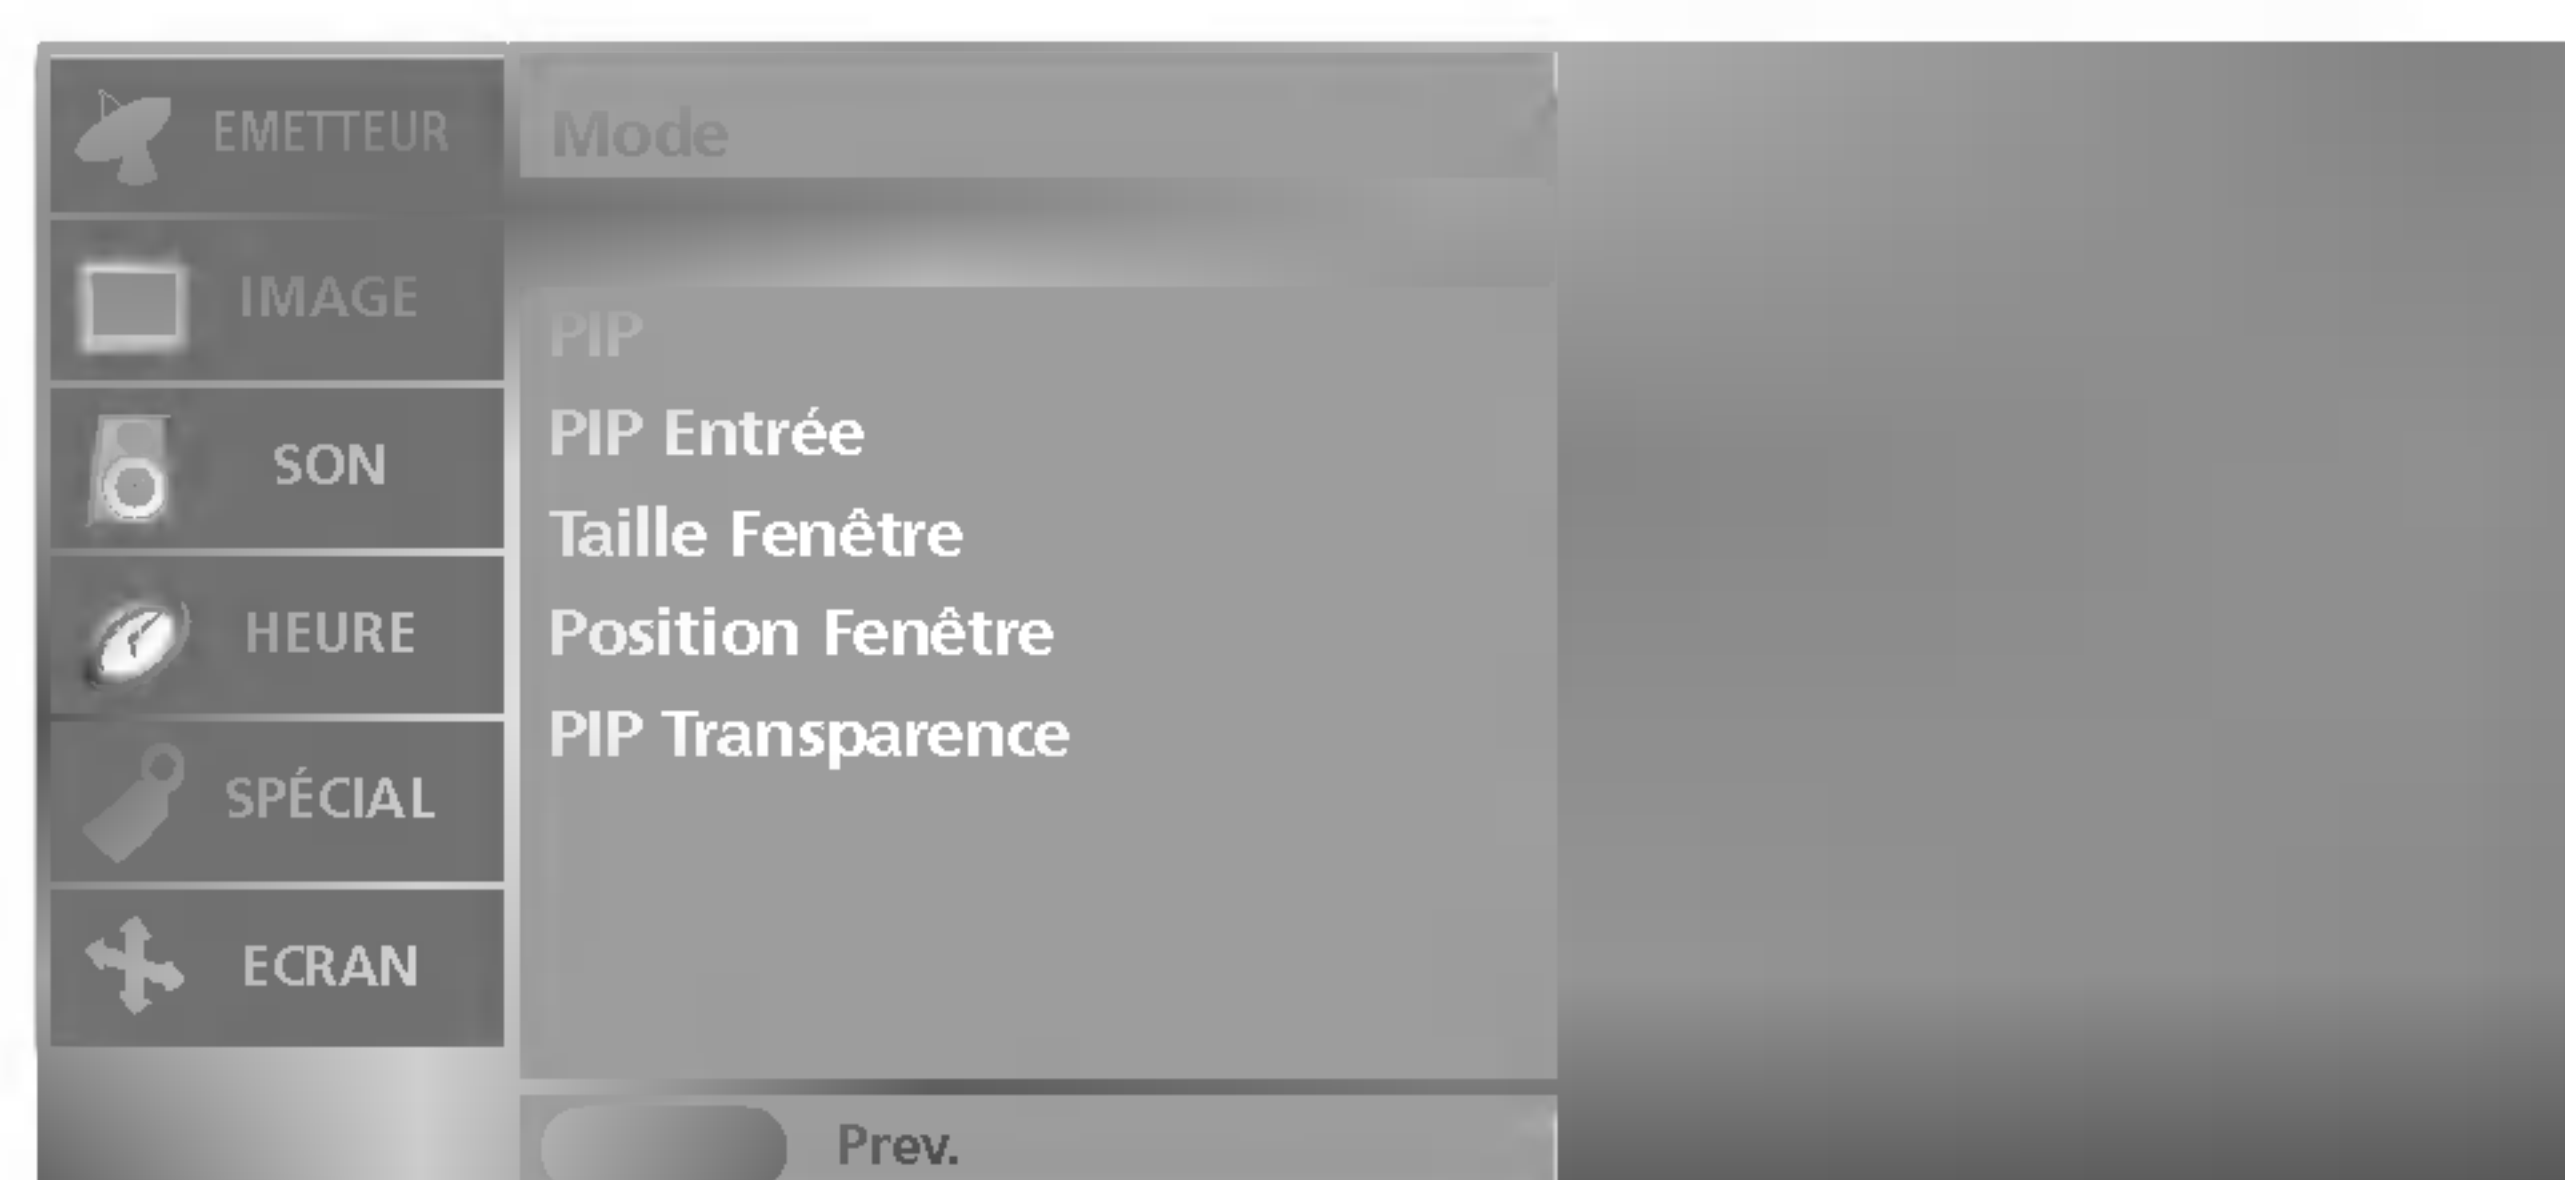 EMETTEUR
IMAGE
SON
HEURE
SPÉCIAL
ECRAN
Mode
PIP
PIP Entrée
Taille Fenêtre
Position Fenêtre
PIP Transparence
Prev.